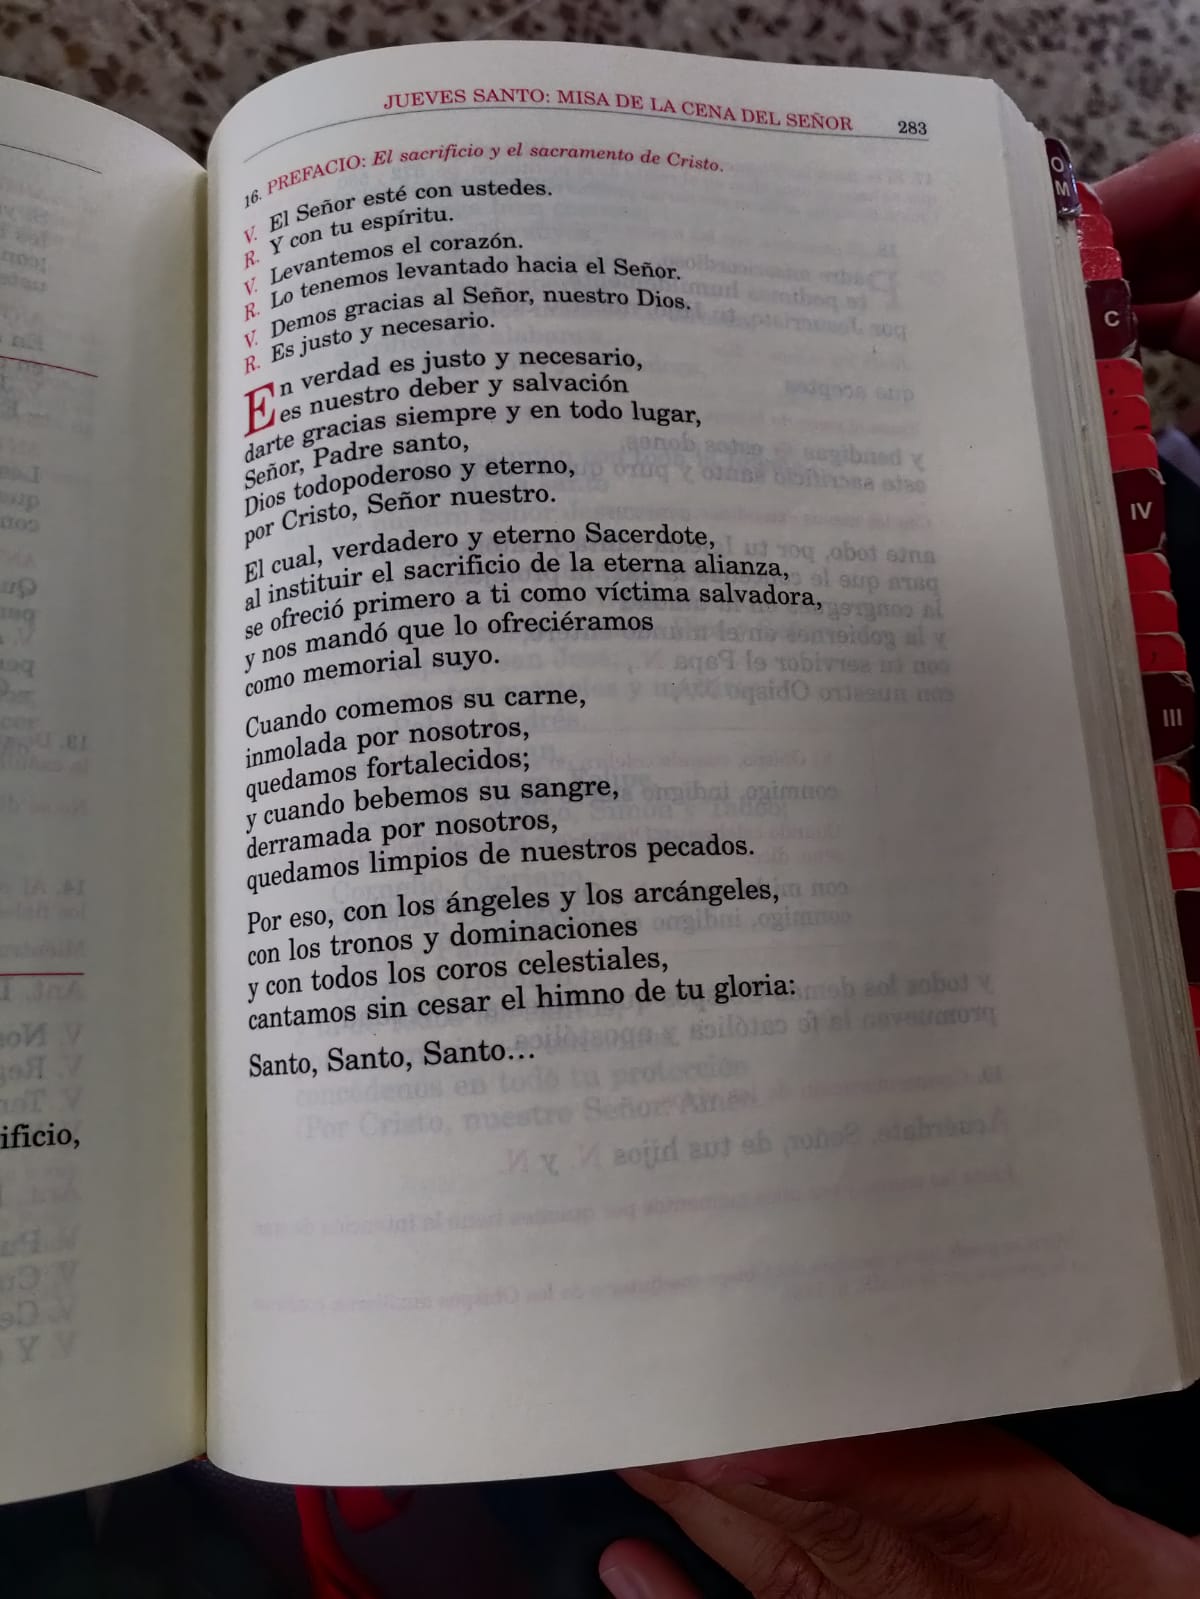 JUEVES SANTO: MISA DE LA CENA DEL SEÑOR 283
16. PREFACIO: El sacrificio y el sacramento de Cristo.
V. El Señor esté con ustedes.
R. Y con tu espíritu.
V. Levantemos el corazón.
R. Lo tenemos levantado hacia el Señor.
V. Demos gracias al Señor, nuestro Dios.
R. Es justo y necesario.
En verdad es justo y necesario,
es nuestro deber y salvación
darte gracias siempre y en todo lugar,
Señor, Padre santo,
Dios todopoderoso y eterno,
por Cristo, Señor nuestro.
El cual, verdadero y eterno Sacerdote,
al instituir el sacrificio de la eterna alianza,
se ofreció primero a ti como víctima salvadora,
y nos mandó que lo ofreciéramos
como memorial suyo.
Cuando comemos su carne,
inmolada por nosotros,
quedamos fortalecidos;
y cuando bebemos su sangre,
derramada por nosotros,
quedamos limpios de nuestros pecados.
Por eso, con los ángeles y los arcángeles,
con los tronos y dominaciones
y con todos los coros celestiales,
cantamos sin cesar el himno de tu gloria:
Santo, Santo, Santo...
ificio,
O
M
C
IV
III